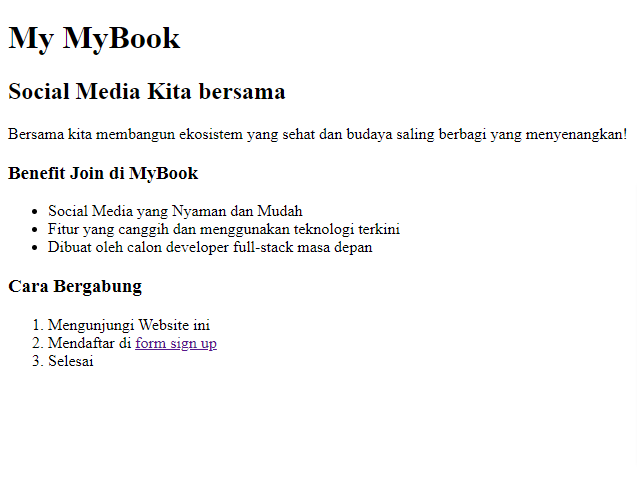 My MyBook
Social Media Kita bersama
Bersama kita membangun ekosistem yang sehat dan budaya saling berbagi yang menyenangkan!
Benefit Join di MyBook
• Social Media yang Nyaman dan Mudah
• Fitur yang canggih dan menggunakan teknologi terkini
• Dibuat oleh calon developer full-stack masa depan
Cara Bergabung
1. Mengunjungi Website ini
2. Mendaftar di form sign up
3. Selesai